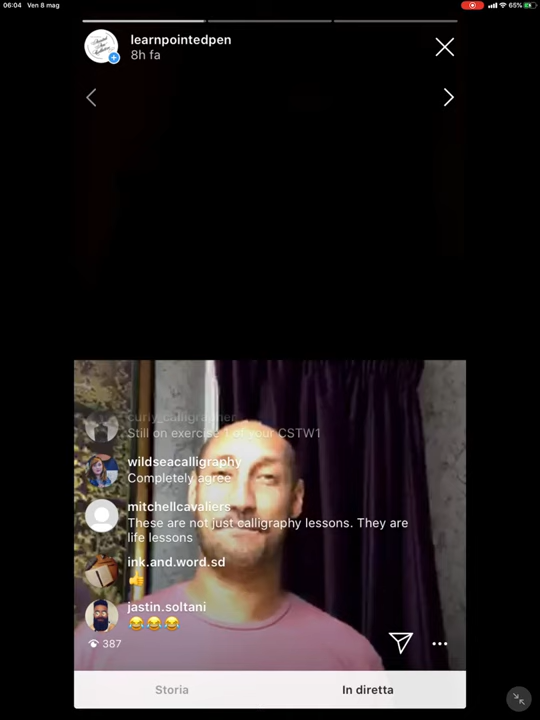 06:04 Ven 8 mag
65%
learnpointedpen
8h fa
curly_calligrapher
Still on exercise 1 of your CSTW1
wildseacalligraphy
Completely agree
mitchellcavaliers
These are not just calligraphy lessons. They are
life lessons
ink.and.word.sd
👍
jastin.soltani
😂😂😂
387
Storia
In diretta